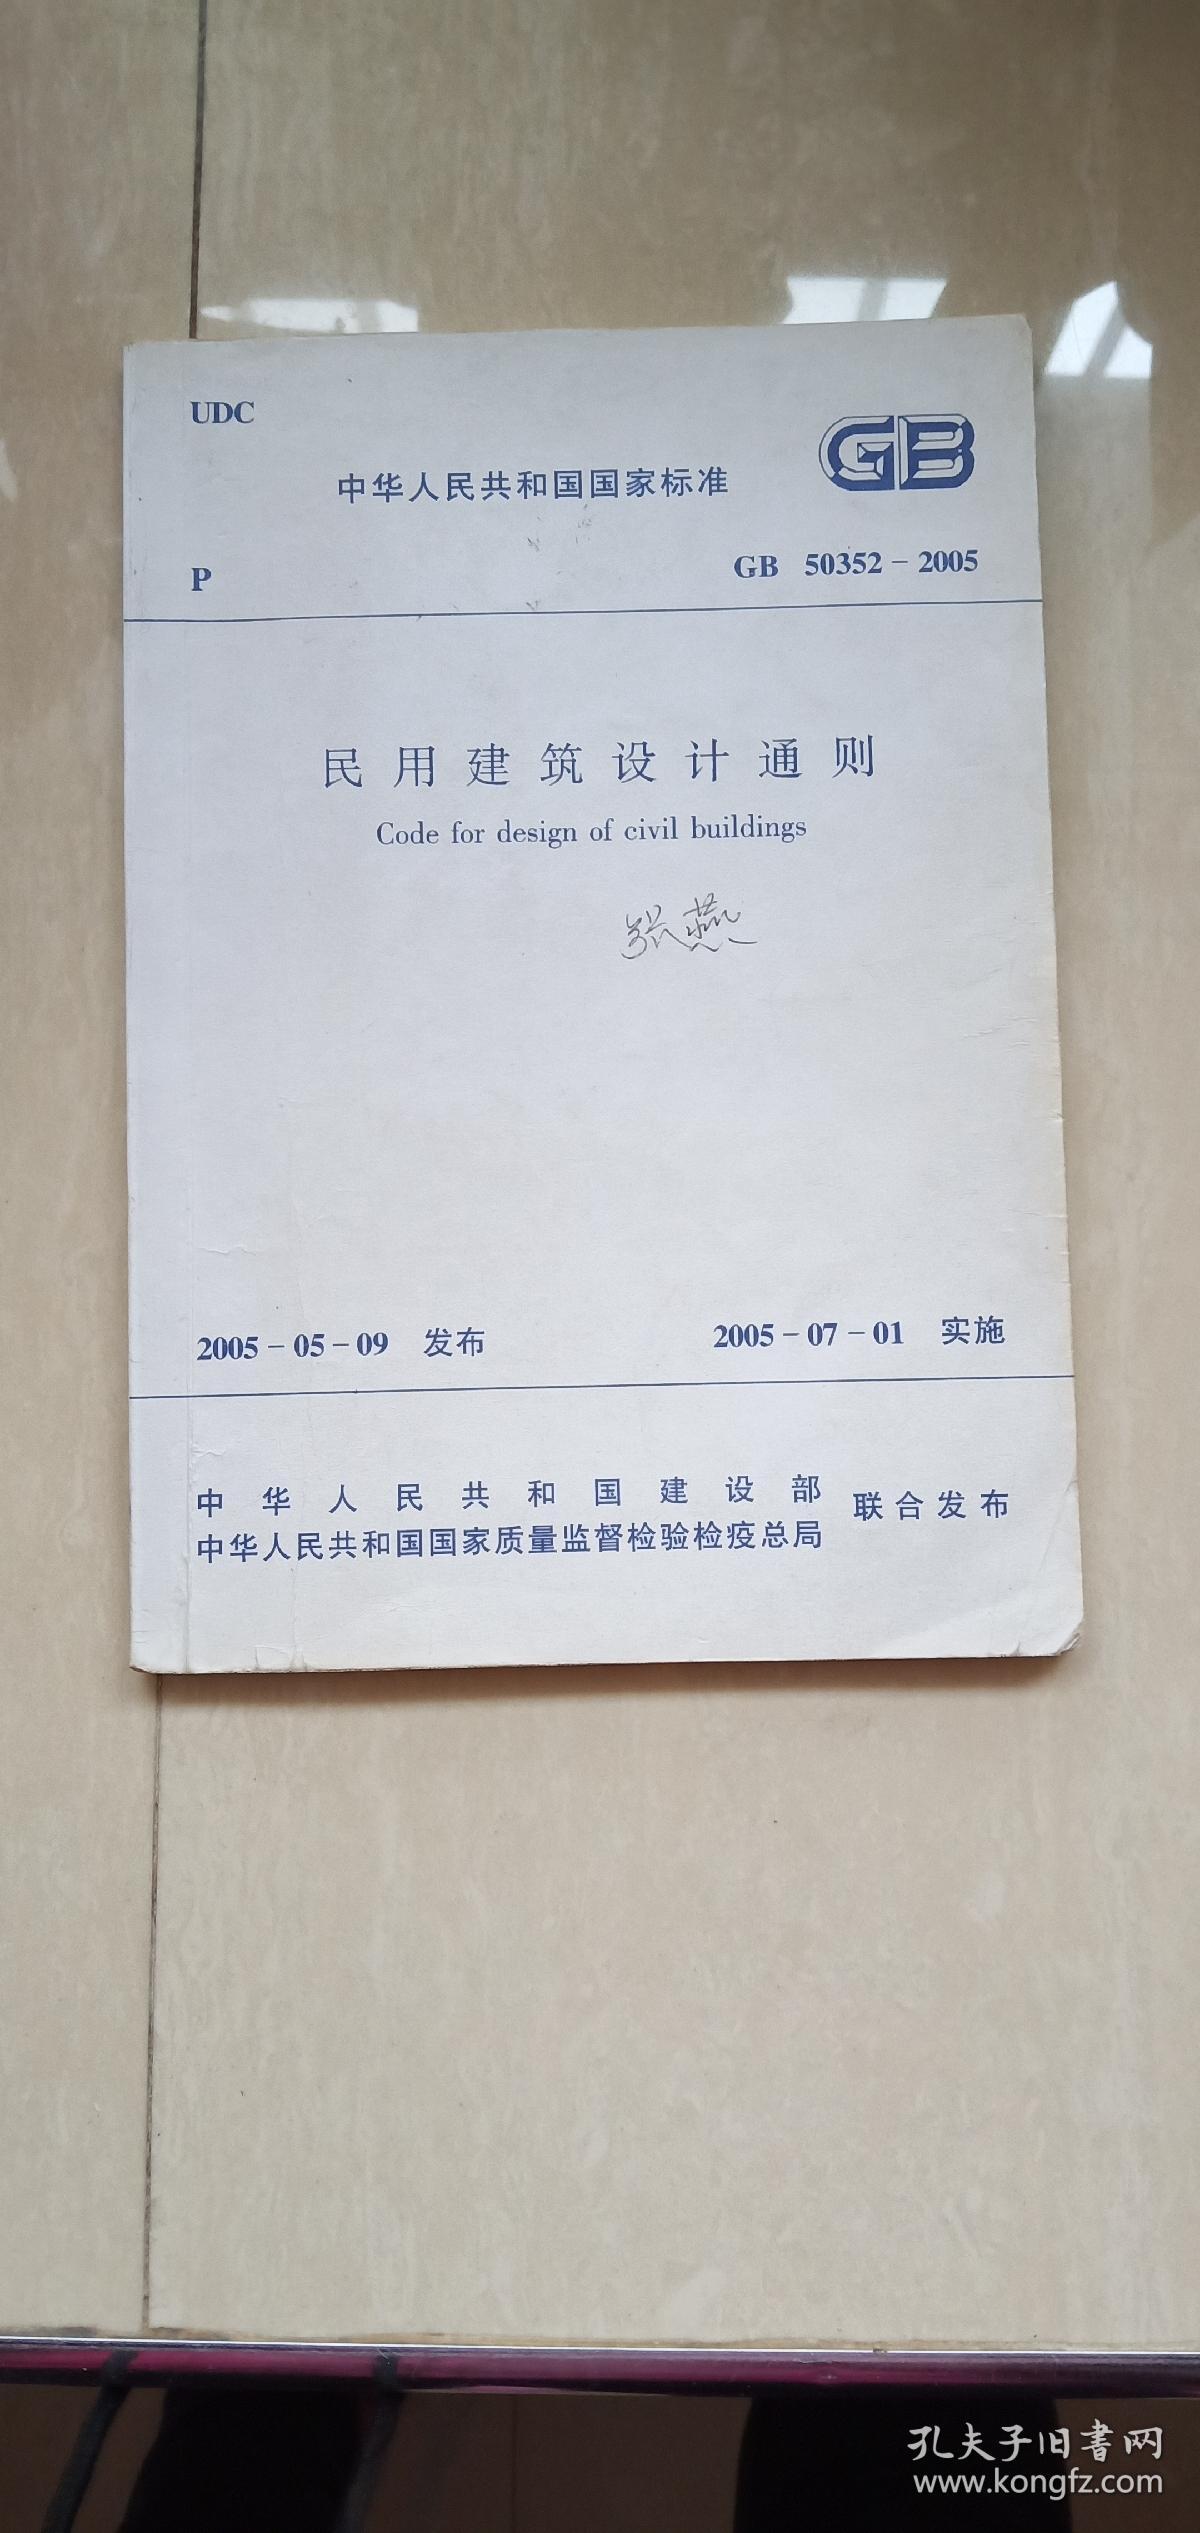 UDC
GB
中华人民共和国国家标准
P
GB 50352-2005
民用建筑设计通则
Code for design of civil buildings
张燕
2005-05-09 发布
2005-07-01 实施
中华人民共和国建设部
中华人民共和国国家质量监督检验检疫总局
联合发布
孔夫子旧書网
www.kongfz.com